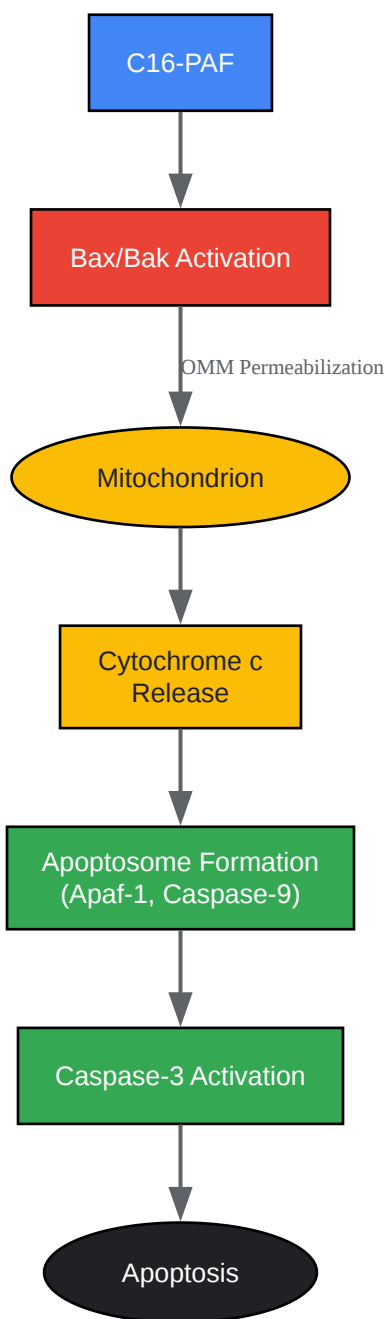 C16-PAF
Bax/Bak Activation
OMM Permeabilization
Mitochondrion
Cytochrome c
Release
Apoptosome Formation
(Apaf-1, Caspase-9)
Caspase-3 Activation
Apoptosis